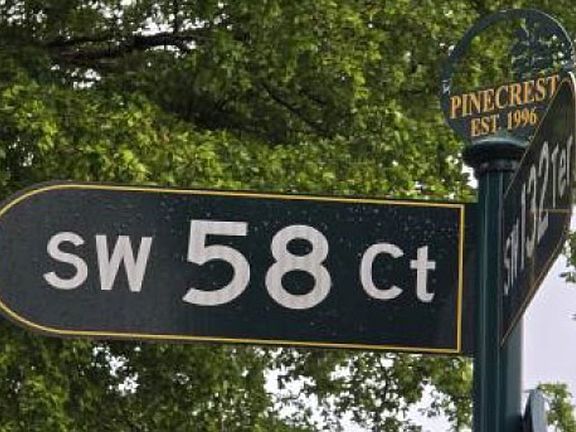 PINECREST
EST. 1996
SW 58 Ct
SW 132 Ter